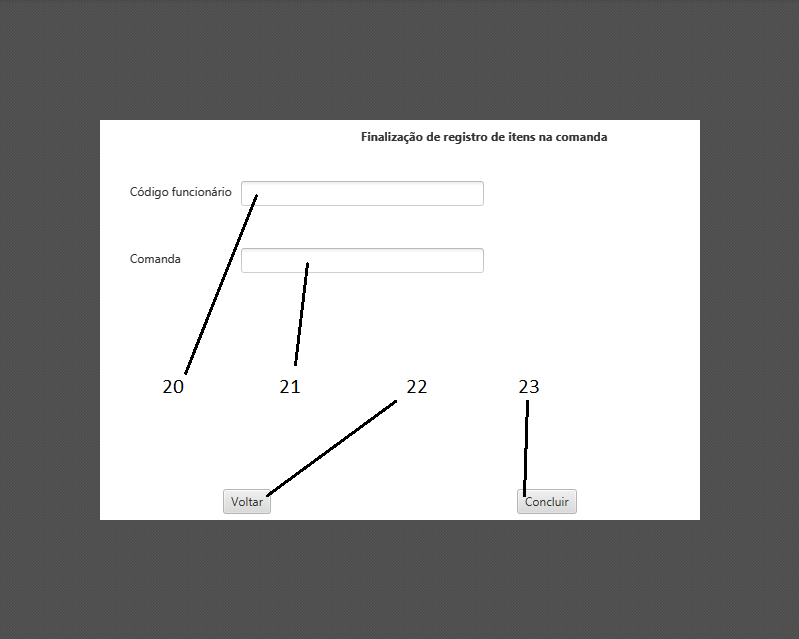 Finalização de registro de itens na comanda
Código funcionário
Comanda
20 21 22 23
Voltar Concluir